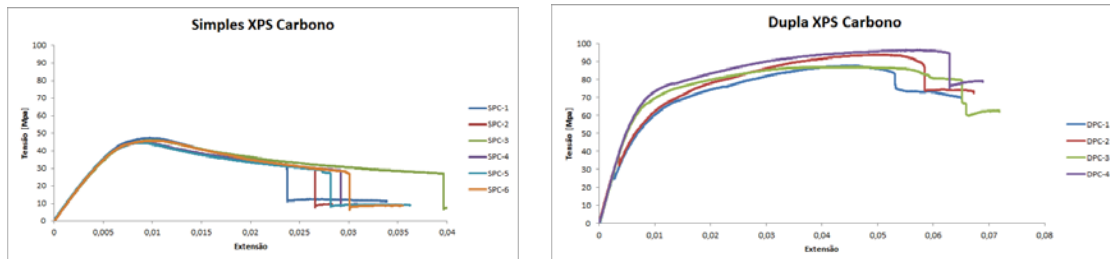 Simples XPS Carbono
Tensão [Mpa]
100
90
80
70
60
50
40
30
20
10
0
0
0,005
0,01
0,015
0,02
0,025
0,03
0,035
0,04
Extensão
SPC-1
SPC-2
SPC-3
SPC-4
SPC-5
SPC-6
Dupla XPS Carbono
Tensão [Mpa]
100
90
80
70
60
50
40
30
20
10
0
0
0,01
0,02
0,03
0,04
0,05
0,06
0,07
0,08
Extensão
DPC-1
DPC-2
DPC-3
DPC-4